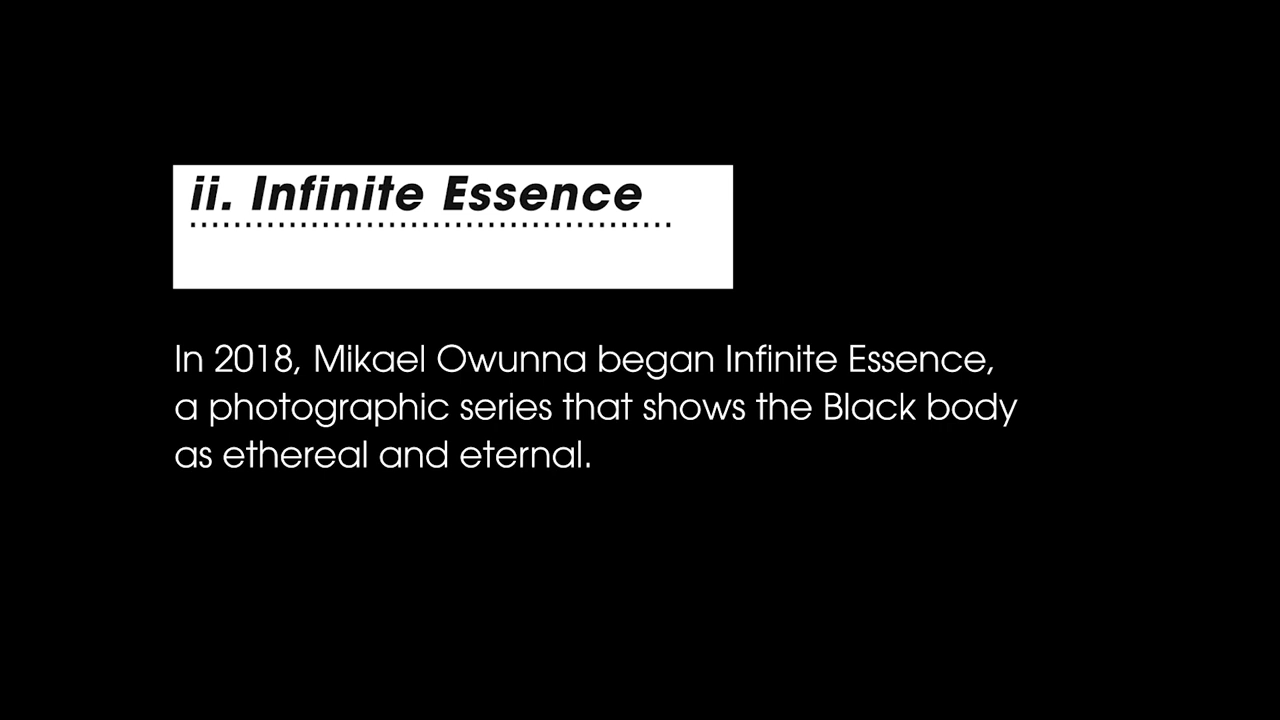 ii. Infinite Essence
In 2018, Mikael Owunna began Infinite Essence,
a photographic series that shows the Black body
as ethereal and eternal.